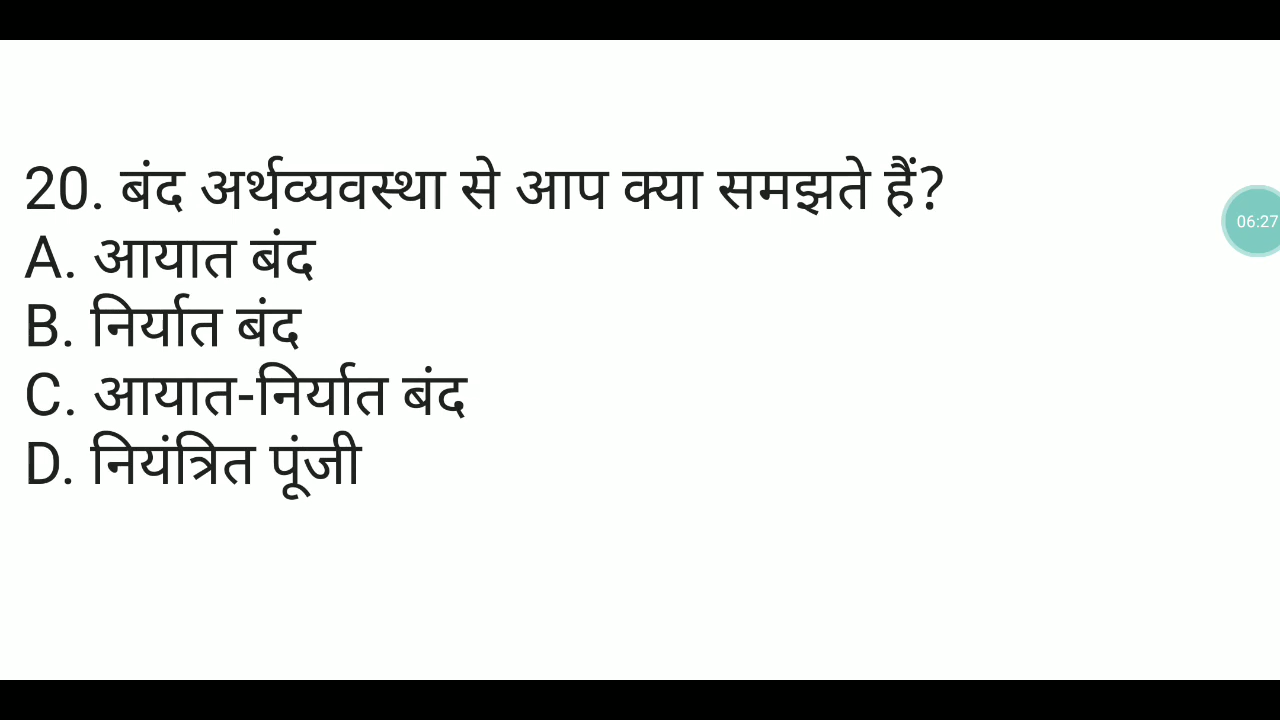 20. बंद अर्थव्यवस्था से आप क्या समझते हैं?
A. आयात बंद
B. निर्यात बंद
C. आयात-निर्यात बंद
D. नियंत्रित पूंजी
06:27